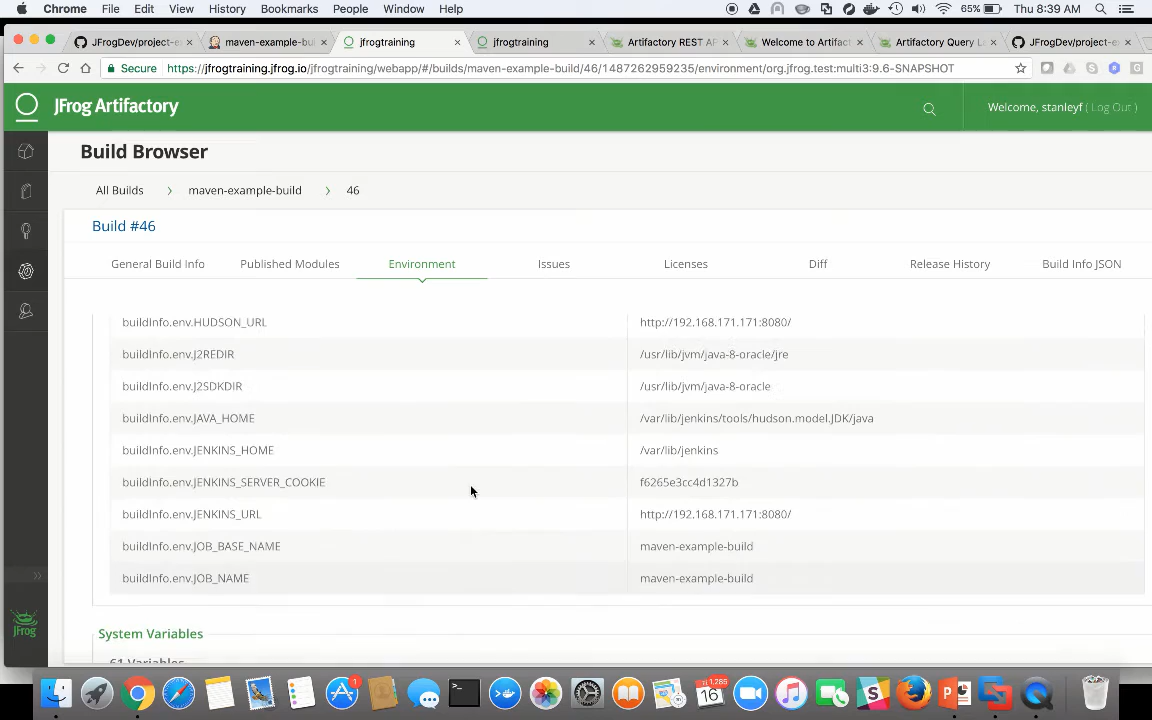 Chrome File Edit View History Bookmarks People Window Help 65% Thu 8:39 AM
JFrogDev/project-e maven-example-bu jfrogtraining jfrogtraining Artifactory REST AP Welcome to Artifac Artifactory Query L JFrogDev/project-e
Secure https://jfrogtraining.jfrog.io/jfrogtraining/webapp/#/builds/maven-example-build/46/1487262959235/environment/org.jfrog.test:multi3:9.6-SNAPSHOT
JFrog Artifactory Welcome, stanleyf ( Log Out )
Build Browser
All Builds > maven-example-build > 46
Build #46
General Build Info Published Modules Environment Issues Licenses Diff Release History Build Info JSON
buildInfo.env.HUDSON_URL http://192.168.171.171:8080/
buildInfo.env.J2REDIR /usr/lib/jvm/java-8-oracle/jre
buildInfo.env.J2SDKDIR /usr/lib/jvm/java-8-oracle
buildInfo.env.JAVA_HOME /var/lib/jenkins/tools/hudson.model.JDK/java
buildInfo.env.JENKINS_HOME /var/lib/jenkins
buildInfo.env.JENKINS_SERVER_COOKIE f6265e3cc4d1327b
buildInfo.env.JENKINS_URL http://192.168.171.171:8080/
buildInfo.env.JOB_BASE_NAME maven-example-build
buildInfo.env.JOB_NAME maven-example-build
JFrog
System Variables
61 Variables
1
1,285
16